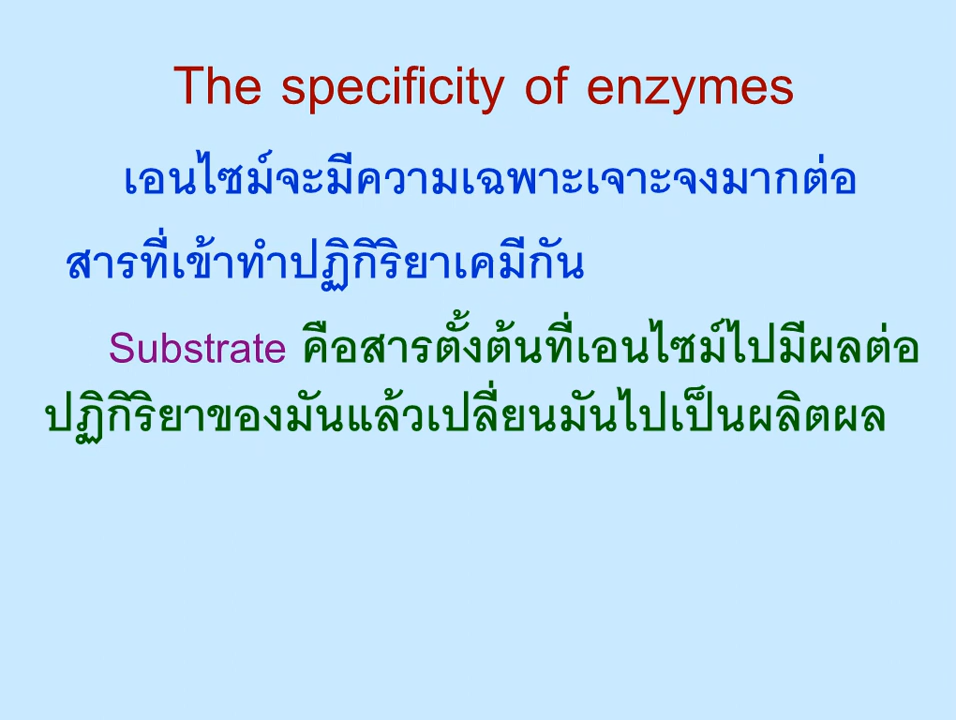 The specificity of enzymes
เอนไซม์จะมีความเฉพาะเจาะจงมากต่อ
สารที่เข้าทำปฏิกิริยาเคมีกัน
Substrate คือสารตั้งต้นที่เอนไซม์ไปมีผลต่อ
ปฏิกิริยาของมันแล้วเปลี่ยนมันไปเป็นผลิตผล